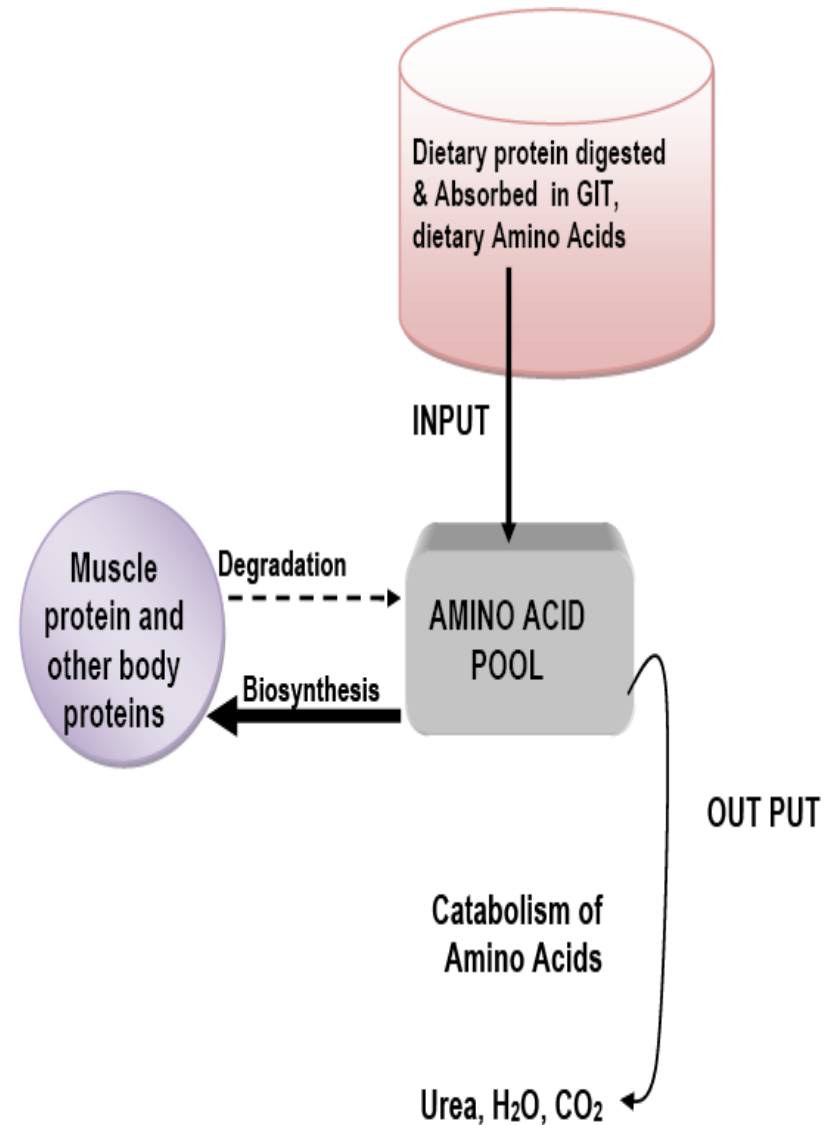 Dietary protein digested
& Absorbed in GIT,
dietary Amino Acids
INPUT
Muscle
protein and
other body
proteins
Degradation
Biosynthesis
AMINO ACID
POOL
OUT PUT
Catabolism of
Amino Acids
Urea, H₂O, CO₂